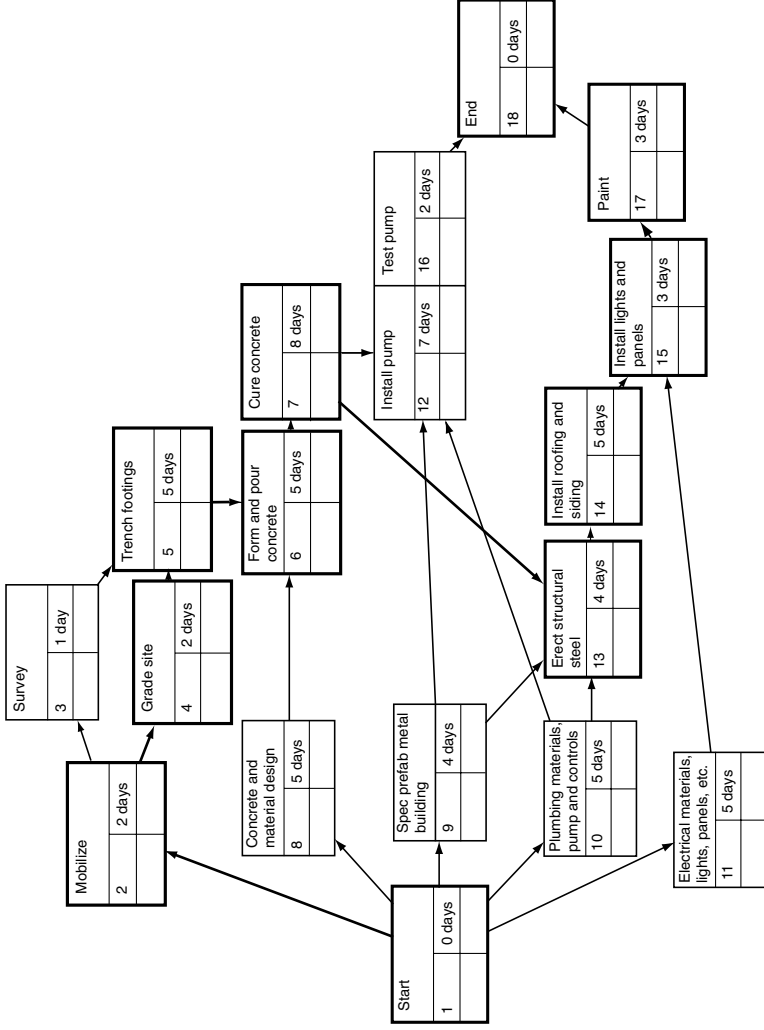 Start
1 0 days
Mobilize
2 2 days
Survey
3 1 day
Grade site
4 2 days
Trench footings
5 5 days
Form and pour
concrete
6 5 days
Cure concrete
7 8 days
Concrete and
material design
8 5 days
Spec prefab metal
building
9 4 days
Plumbing materials,
pump and controls
10 5 days
Electrical materials,
lights, panels, etc.
11 5 days
Install pump
12 7 days
Erect structural
steel
13 4 days
Install roofing and
siding
14 5 days
Install lights and
panels
15 3 days
Test pump
16 2 days
Paint
17 3 days
End
18 0 days